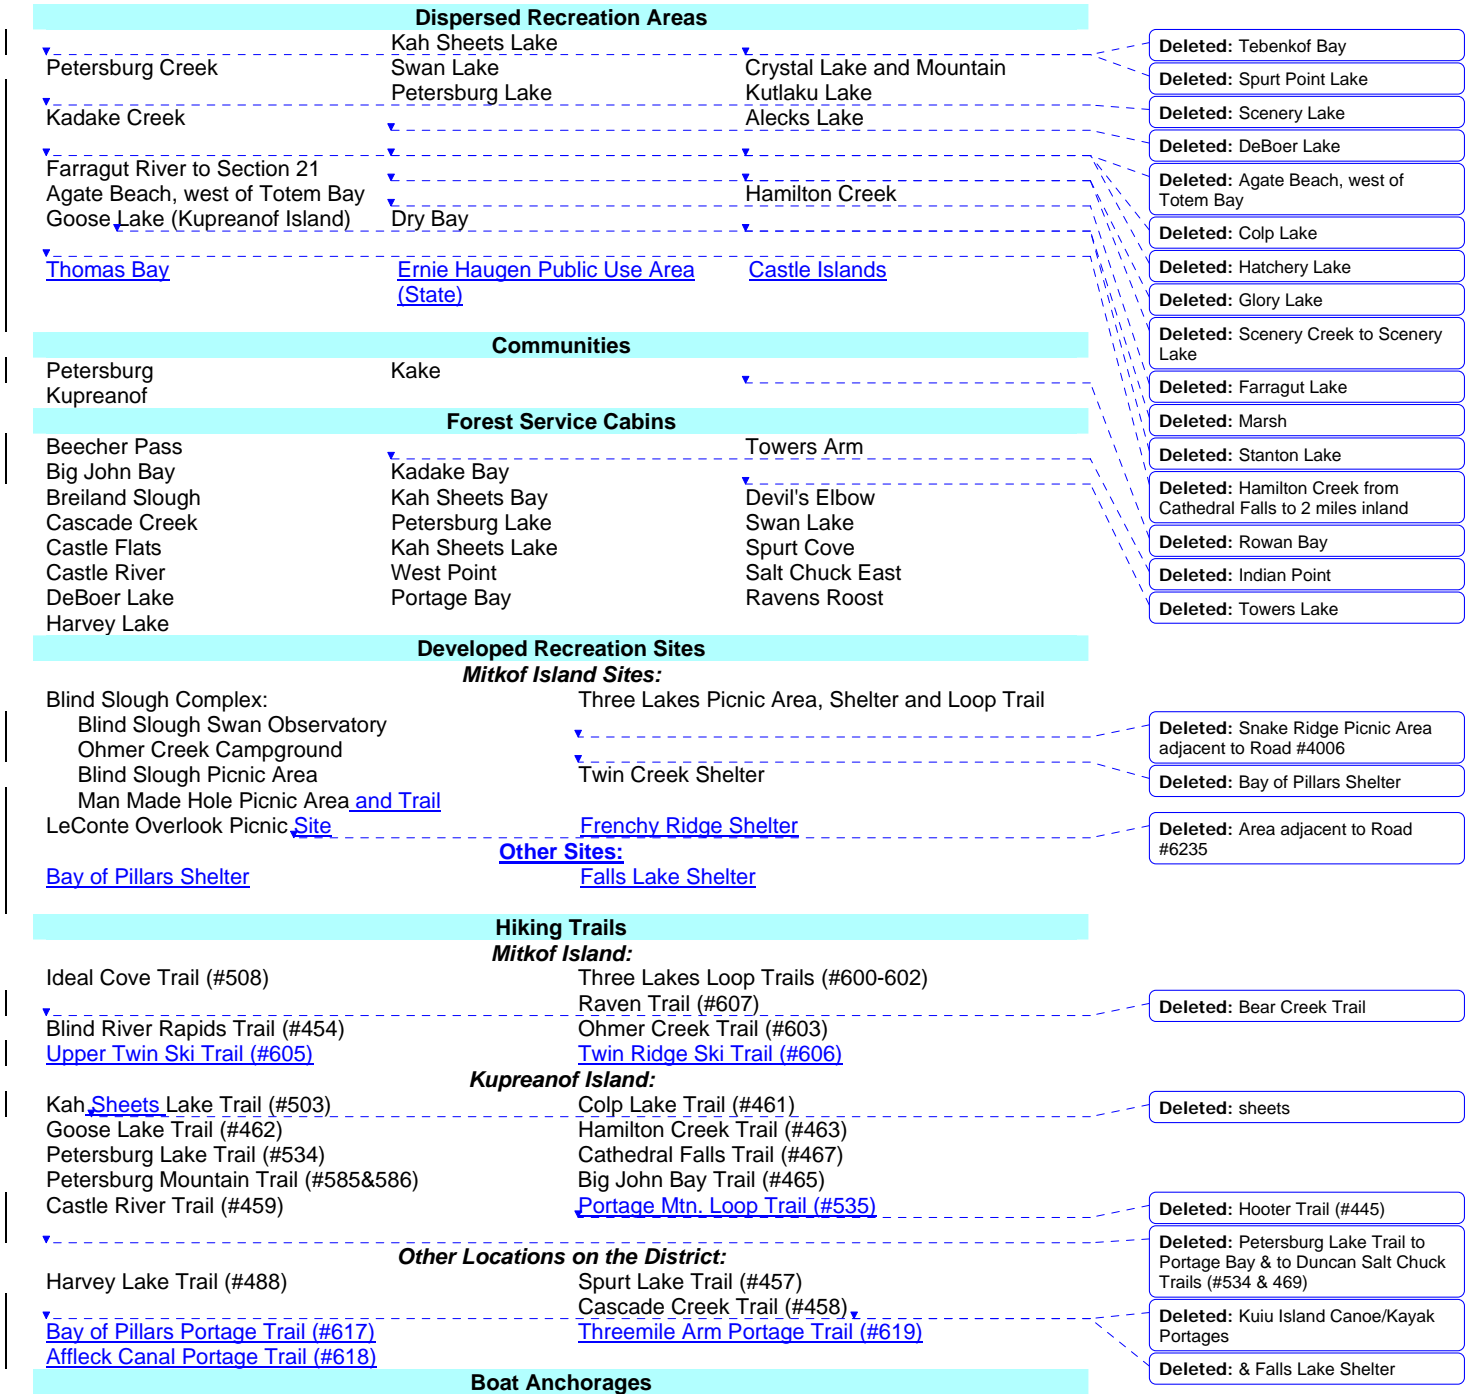 Dispersed Recreation Areas
Kah Sheets Lake
Petersburg Creek Swan Lake Crystal Lake and Mountain
Petersburg Lake Kutlaku Lake
Kadake Creek Alecks Lake
Farragut River to Section 21
Agate Beach, west of Totem Bay Hamilton Creek
Goose Lake (Kupreanof Island) Dry Bay
Thomas Bay Ernie Haugen Public Use Area Castle Islands
(State)
Communities
Petersburg Kake
Kupreanof
Forest Service Cabins
Beecher Pass Towers Arm
Big John Bay Kadake Bay
Breiland Slough Kah Sheets Bay Devil's Elbow
Cascade Creek Petersburg Lake Swan Lake
Castle Flats Kah Sheets Lake Spurt Cove
Castle River West Point Salt Chuck East
DeBoer Lake Portage Bay Ravens Roost
Harvey Lake
Developed Recreation Sites
Mitkof Island Sites:
Blind Slough Complex: Three Lakes Picnic Area, Shelter and Loop Trail
Blind Slough Swan Observatory
Ohmer Creek Campground
Blind Slough Picnic Area Twin Creek Shelter
Man Made Hole Picnic Area and Trail
LeConte Overlook Picnic Site Frenchy Ridge Shelter
Other Sites:
Bay of Pillars Shelter Falls Lake Shelter
Hiking Trails
Mitkof Island:
Ideal Cove Trail (#508) Three Lakes Loop Trails (#600-602)
Raven Trail (#607)
Blind River Rapids Trail (#454) Ohmer Creek Trail (#603)
Upper Twin Ski Trail (#605) Twin Ridge Ski Trail (#606)
Kupreanof Island:
Kah Sheets Lake Trail (#503) Colp Lake Trail (#461)
Goose Lake Trail (#462) Hamilton Creek Trail (#463)
Petersburg Lake Trail (#534) Cathedral Falls Trail (#467)
Petersburg Mountain Trail (#585&586) Big John Bay Trail (#465)
Castle River Trail (#459) Portage Mtn. Loop Trail (#535)
Other Locations on the District:
Harvey Lake Trail (#488) Spurt Lake Trail (#457)
Cascade Creek Trail (#458)
Bay of Pillars Portage Trail (#617) Threemile Arm Portage Trail (#619)
Affleck Canal Portage Trail (#618)
Boat Anchorages
Deleted: Tebenkof Bay
Deleted: Spurt Point Lake
Deleted: Scenery Lake
Deleted: DeBoer Lake
Deleted: Agate Beach, west of
Totem Bay
Deleted: Colp Lake
Deleted: Hatchery Lake
Deleted: Glory Lake
Deleted: Scenery Creek to Scenery
Lake
Deleted: Farragut Lake
Deleted: Marsh
Deleted: Stanton Lake
Deleted: Hamilton Creek from
Cathedral Falls to 2 miles inland
Deleted: Rowan Bay
Deleted: Indian Point
Deleted: Towers Lake
Deleted: Snake Ridge Picnic Area
adjacent to Road #4006
Deleted: Bay of Pillars Shelter
Deleted: Area adjacent to Road
#6235
Deleted: Bear Creek Trail
Deleted: sheets
Deleted: Hooter Trail (#445)
Deleted: Petersburg Lake Trail to
Portage Bay & to Duncan Salt Chuck
Trails (#534 & 469)
Deleted: Kuiu Island Canoe/Kayak
Portages
Deleted: & Falls Lake Shelter